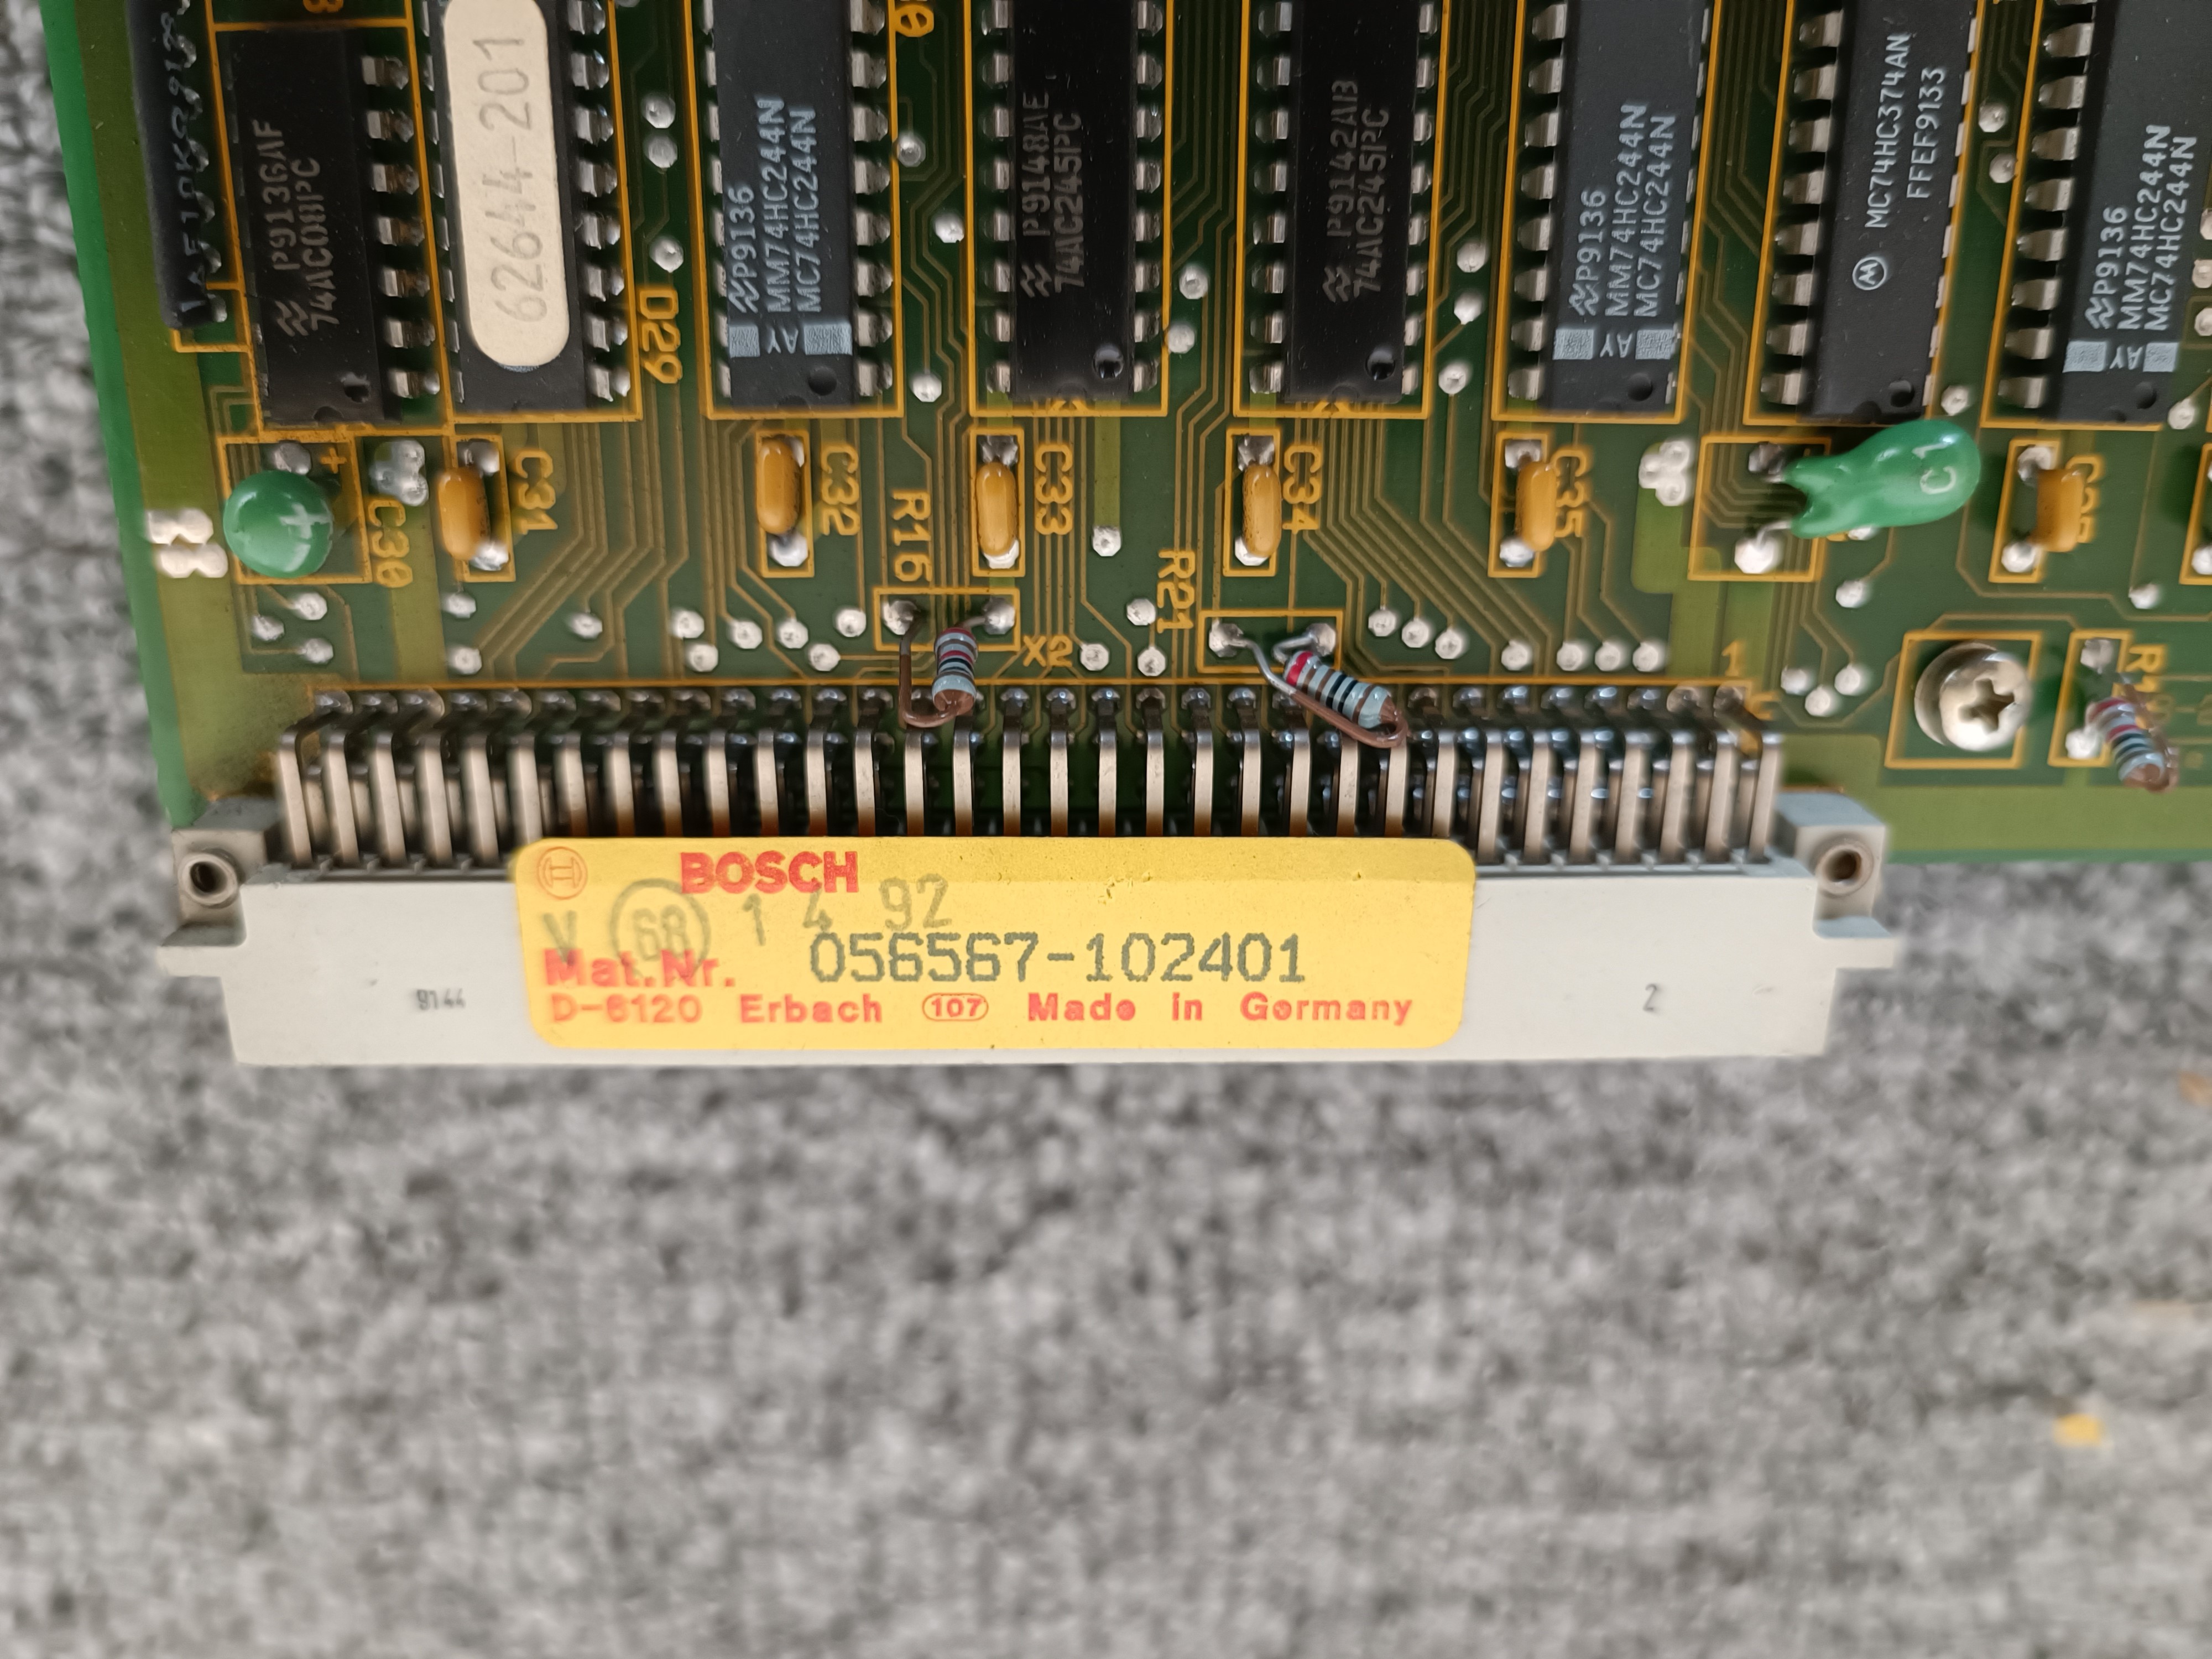 P9136AF
74AC08PC
62644-201
D29
P9136
MM74HC244N
MC74HC244N
AY
P9148AE
74AC245PC
P9142AB
74AC245PC
P9136
MM74HC244N
MC74HC244N
AY
MC74HC374AN
FFEF9133
P9136
MM74HC244N
MC74HC244N
AY
+
C30
C31
C32
R16
C33
R21
C34
C35
C1
X2
1
BOSCH
V 68 1 4 92
Mat.Nr. 056567-102401
D-6120 Erbach 107 Made in Germany
9144
2